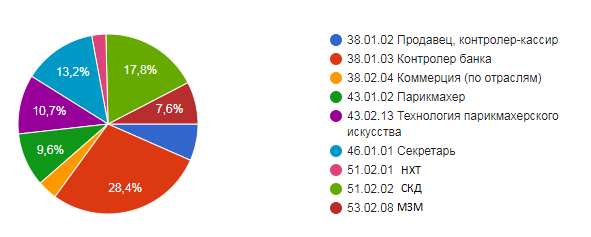 13,2%
17,8%
10,7%
7,6%
9,6%
28,4%
38.01.02 Продавец, контролер-кассир
38.01.03 Контролер банка
38.02.04 Коммерция (по отраслям)
43.01.02 Парикмахер
43.02.13 Технология парикмахерского
искусства
46.01.01 Секретарь
51.02.01 НХТ
51.02.02 СКД
53.02.08 МЗМ